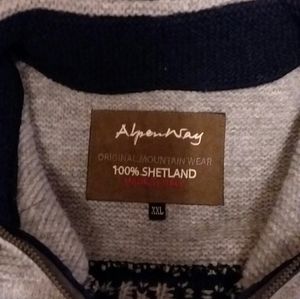 AlpenWay
ORIGINAL MOUNTAIN WEAR
100% SHETLAND
XXL